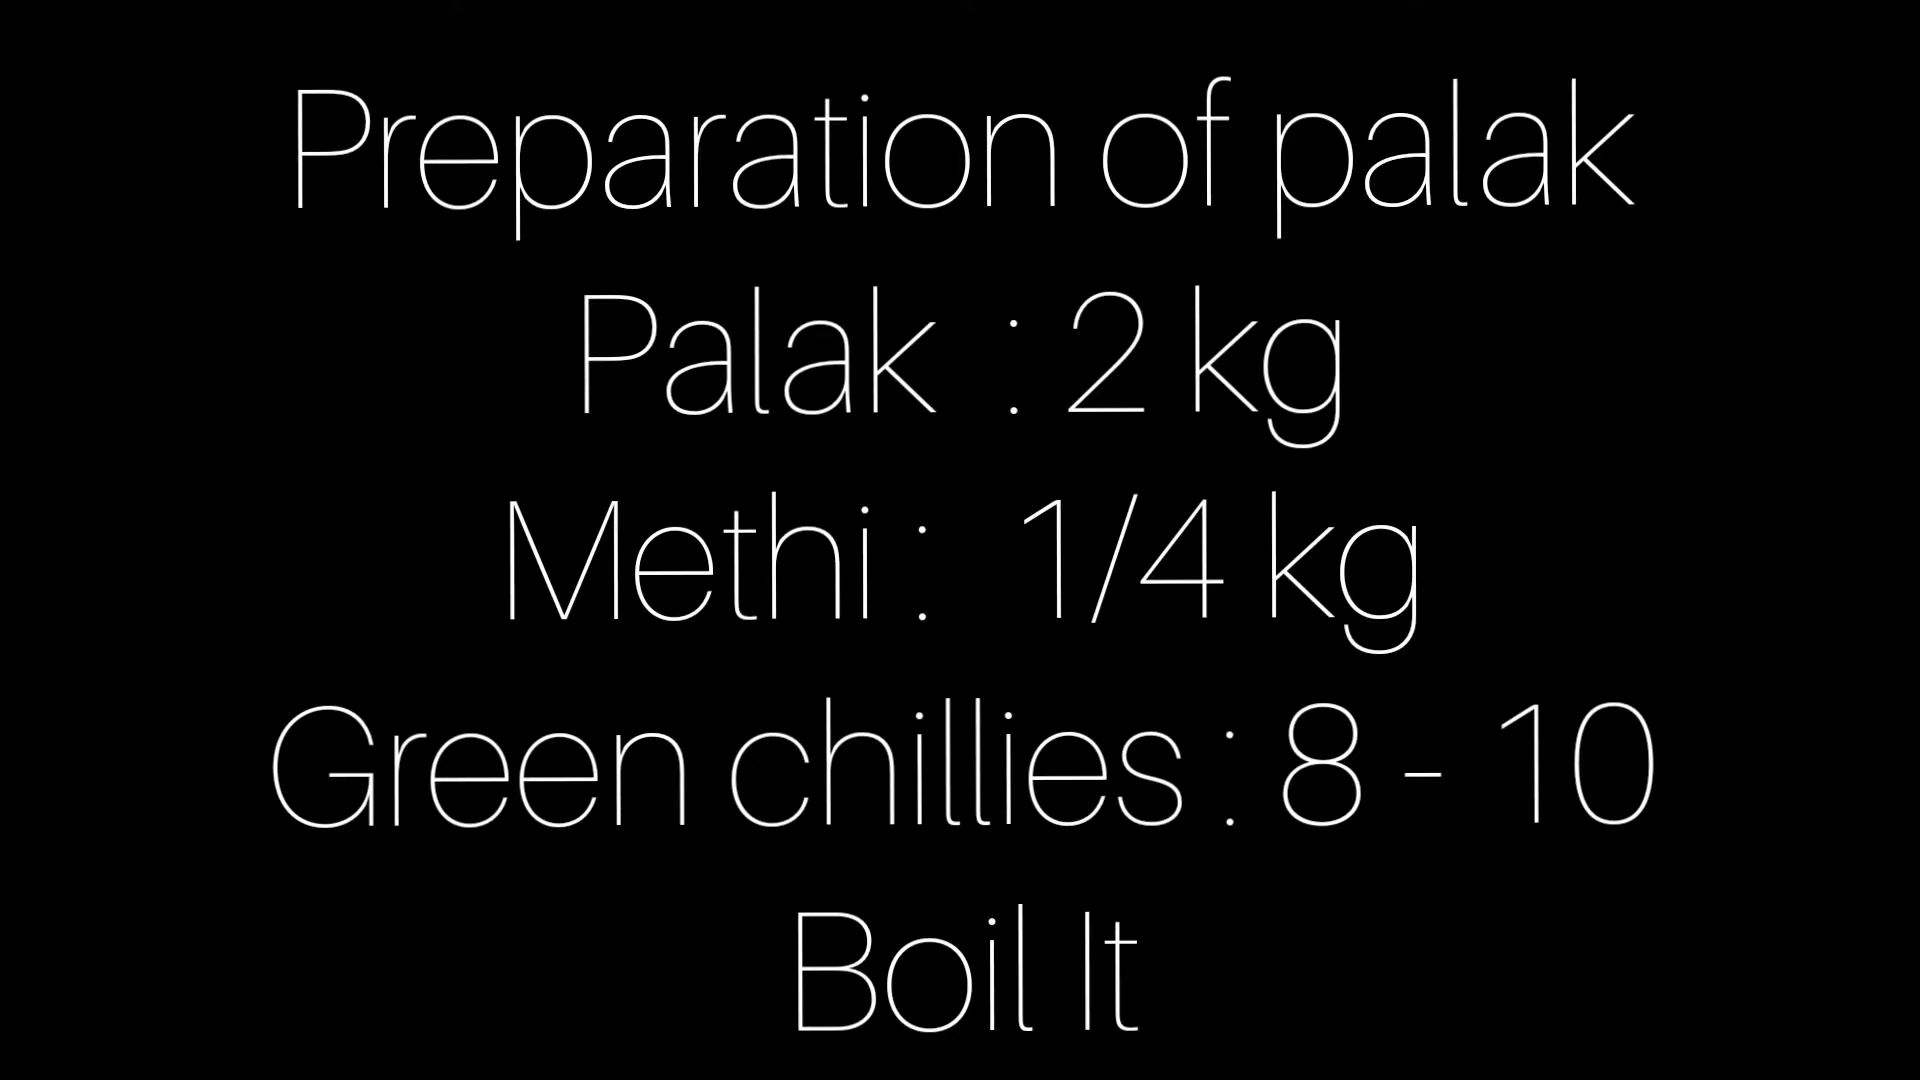 Preparation of palak
Palak : 2 kg
Methi : 1/4 kg
Green chillies : 8 - 10
Boil It